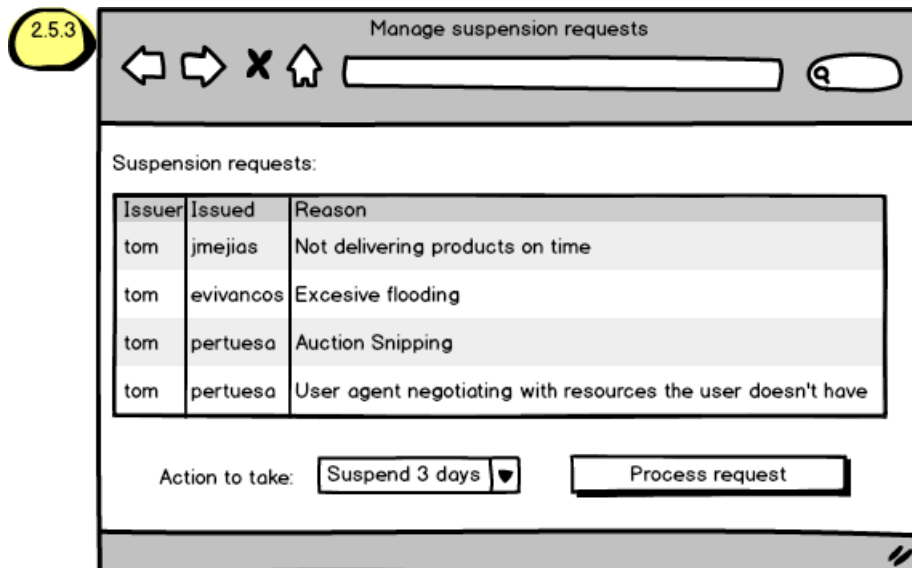 2.5.3
Manage suspension requests
Suspension requests:
Issuer Issued Reason
tom jmejias Not delivering products on time
tom evivancos Excesive flooding
tom pertuesa Auction Snipping
tom pertuesa User agent negotiating with resources the user doesn't have
Action to take: Suspend 3 days Process request